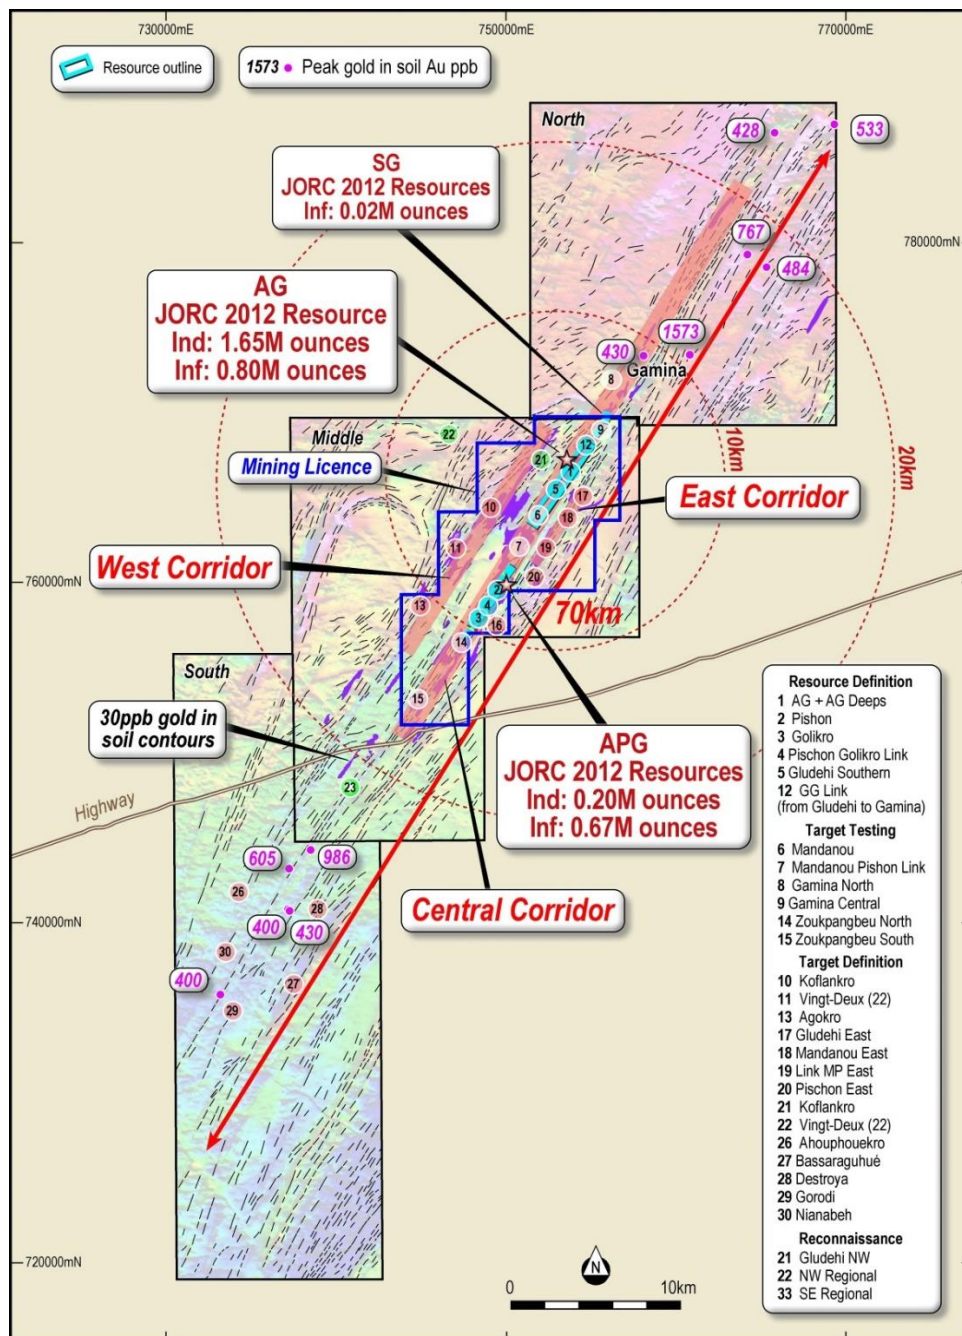 730000mE
750000mE
770000mE
Resource outline
1573 Peak gold in soil Au ppb
North
428
533
SG
JORC 2012 Resources
Inf: 0.02M ounces
780000mN
767
484
AG
JORC 2012 Resource
Ind: 1.65M ounces
Inf: 0.80M ounces
1573
430
Gamina
8
10km
20km
Middle
22
9
12
Mining Licence
21
1
5
17
East Corridor
10
6
18
11
7
19
West Corridor
20
760000mN
2
13
4
3
16
70km
14
South
15
30ppb gold in
soil contours
APG
JORC 2012 Resources
Ind: 0.20M ounces
Inf: 0.67M ounces
23
Highway
605
986
26
Central Corridor
28
400
430
740000mN
30
400
27
29
720000mN
0
10km
N
Resource Definition
1 AG + AG Deeps
2 Pishon
3 Golikro
4 Pischon Golikro Link
5 Gludehi Southern
12 GG Link
(from Gludehi to Gamina)
Target Testing
6 Mandanou
7 Mandanou Pishon Link
8 Gamina North
9 Gamina Central
14 Zoukpangbeu North
15 Zoukpangbeu South
Target Definition
10 Koflankro
11 Vingt-Deux (22)
13 Agokro
17 Gludehi East
18 Mandanou East
19 Link MP East
20 Pischon East
21 Koflankro
22 Vingt-Deux (22)
26 Ahouphouekro
27 Bassaraguhué
28 Destroya
29 Gorodi
30 Nianabeh
Reconnaissance
21 Gludehi NW
22 NW Regional
33 SE Regional